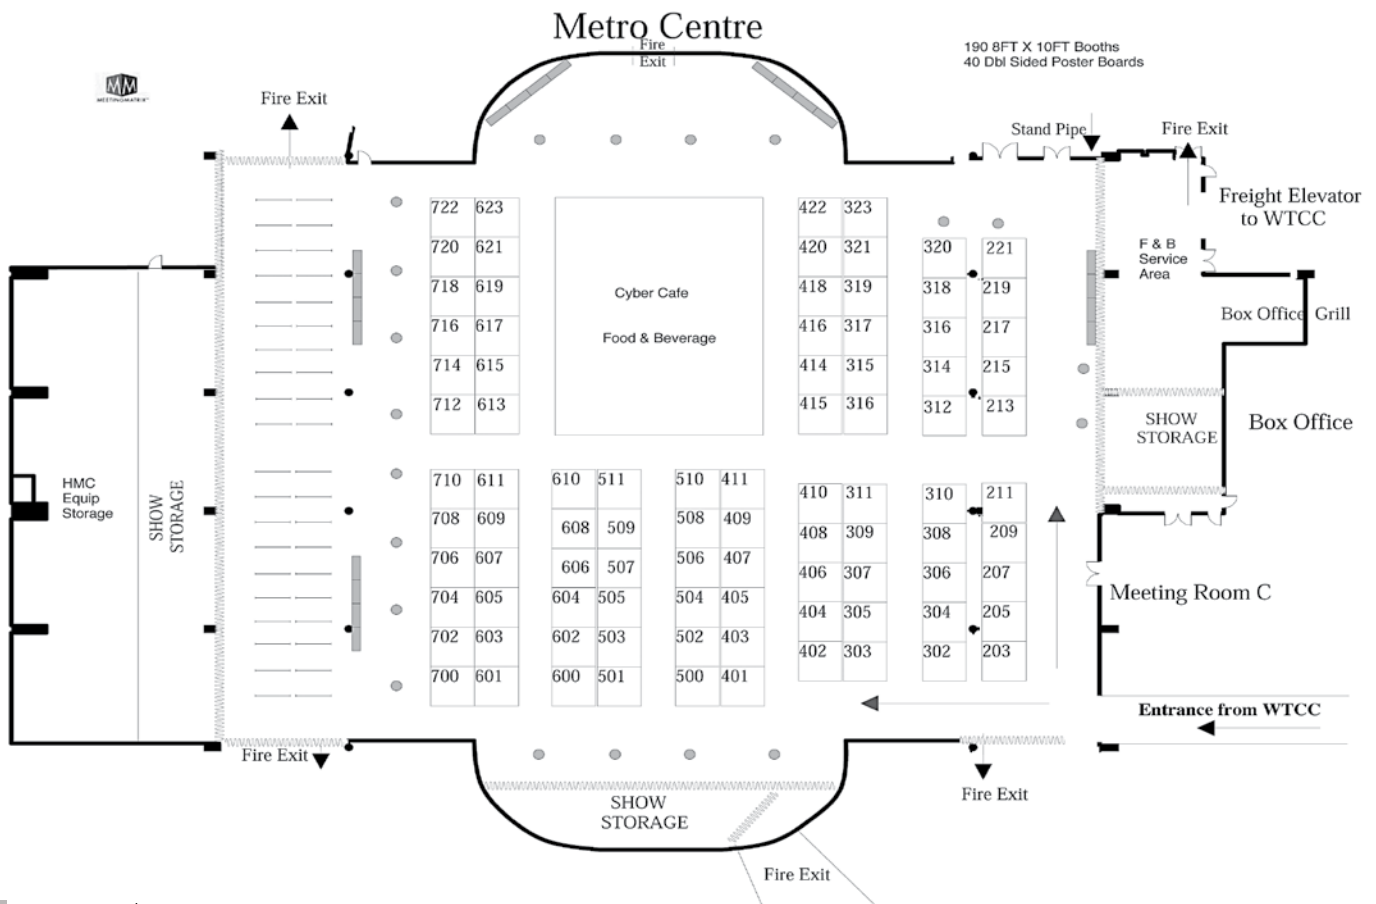 Metro Centre
Fire
Exit
190 8FT X 10FT Booths
40 Dbl Sided Poster Boards
MM
MEETINGMATRIX
Fire Exit
Stand Pipe
Fire Exit
Freight Elevator
to WTCC
F & B
Service
Area
Box Office Grill
722 623
720 621
718 619
716 617
714 615
712 613
Cyber Cafe
Food & Beverage
422 323
420 321
418 319
416 317
414 315
415 316
320 221
318 219
316 217
314 215
312 213
SHOW
STORAGE
Box Office
HMC
Equip
Storage
SHOW
STORAGE
710 611
708 609
706 607
704 605
702 603
700 601
610 511
608 509
606 507
604 505
602 503
600 501
510 411
508 409
506 407
504 405
502 403
500 401
410 311
408 309
406 307
404 305
402 303
310 211
308 209
306 207
304 205
302 203
Meeting Room C
Entrance from WTCC
Fire Exit
Fire Exit
SHOW
STORAGE
Fire Exit